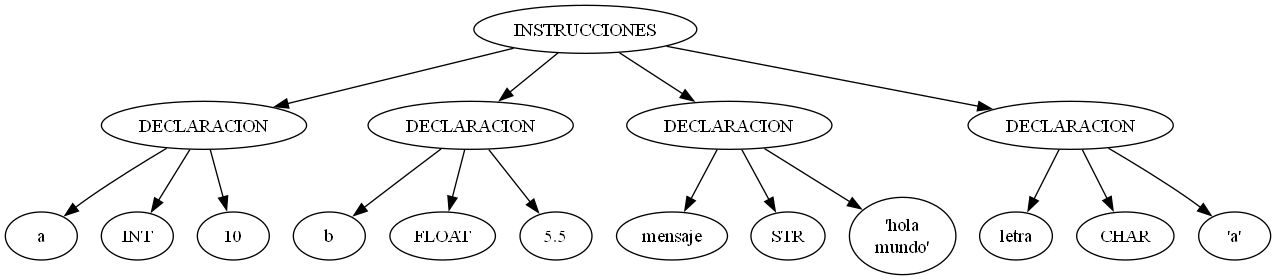 INSTRUCCIONES
DECLARACION
DECLARACION
DECLARACION
DECLARACION
a
INT
10
b
FLOAT
5.5
mensaje
STR
'hola
mundo'
letra
CHAR
'a'